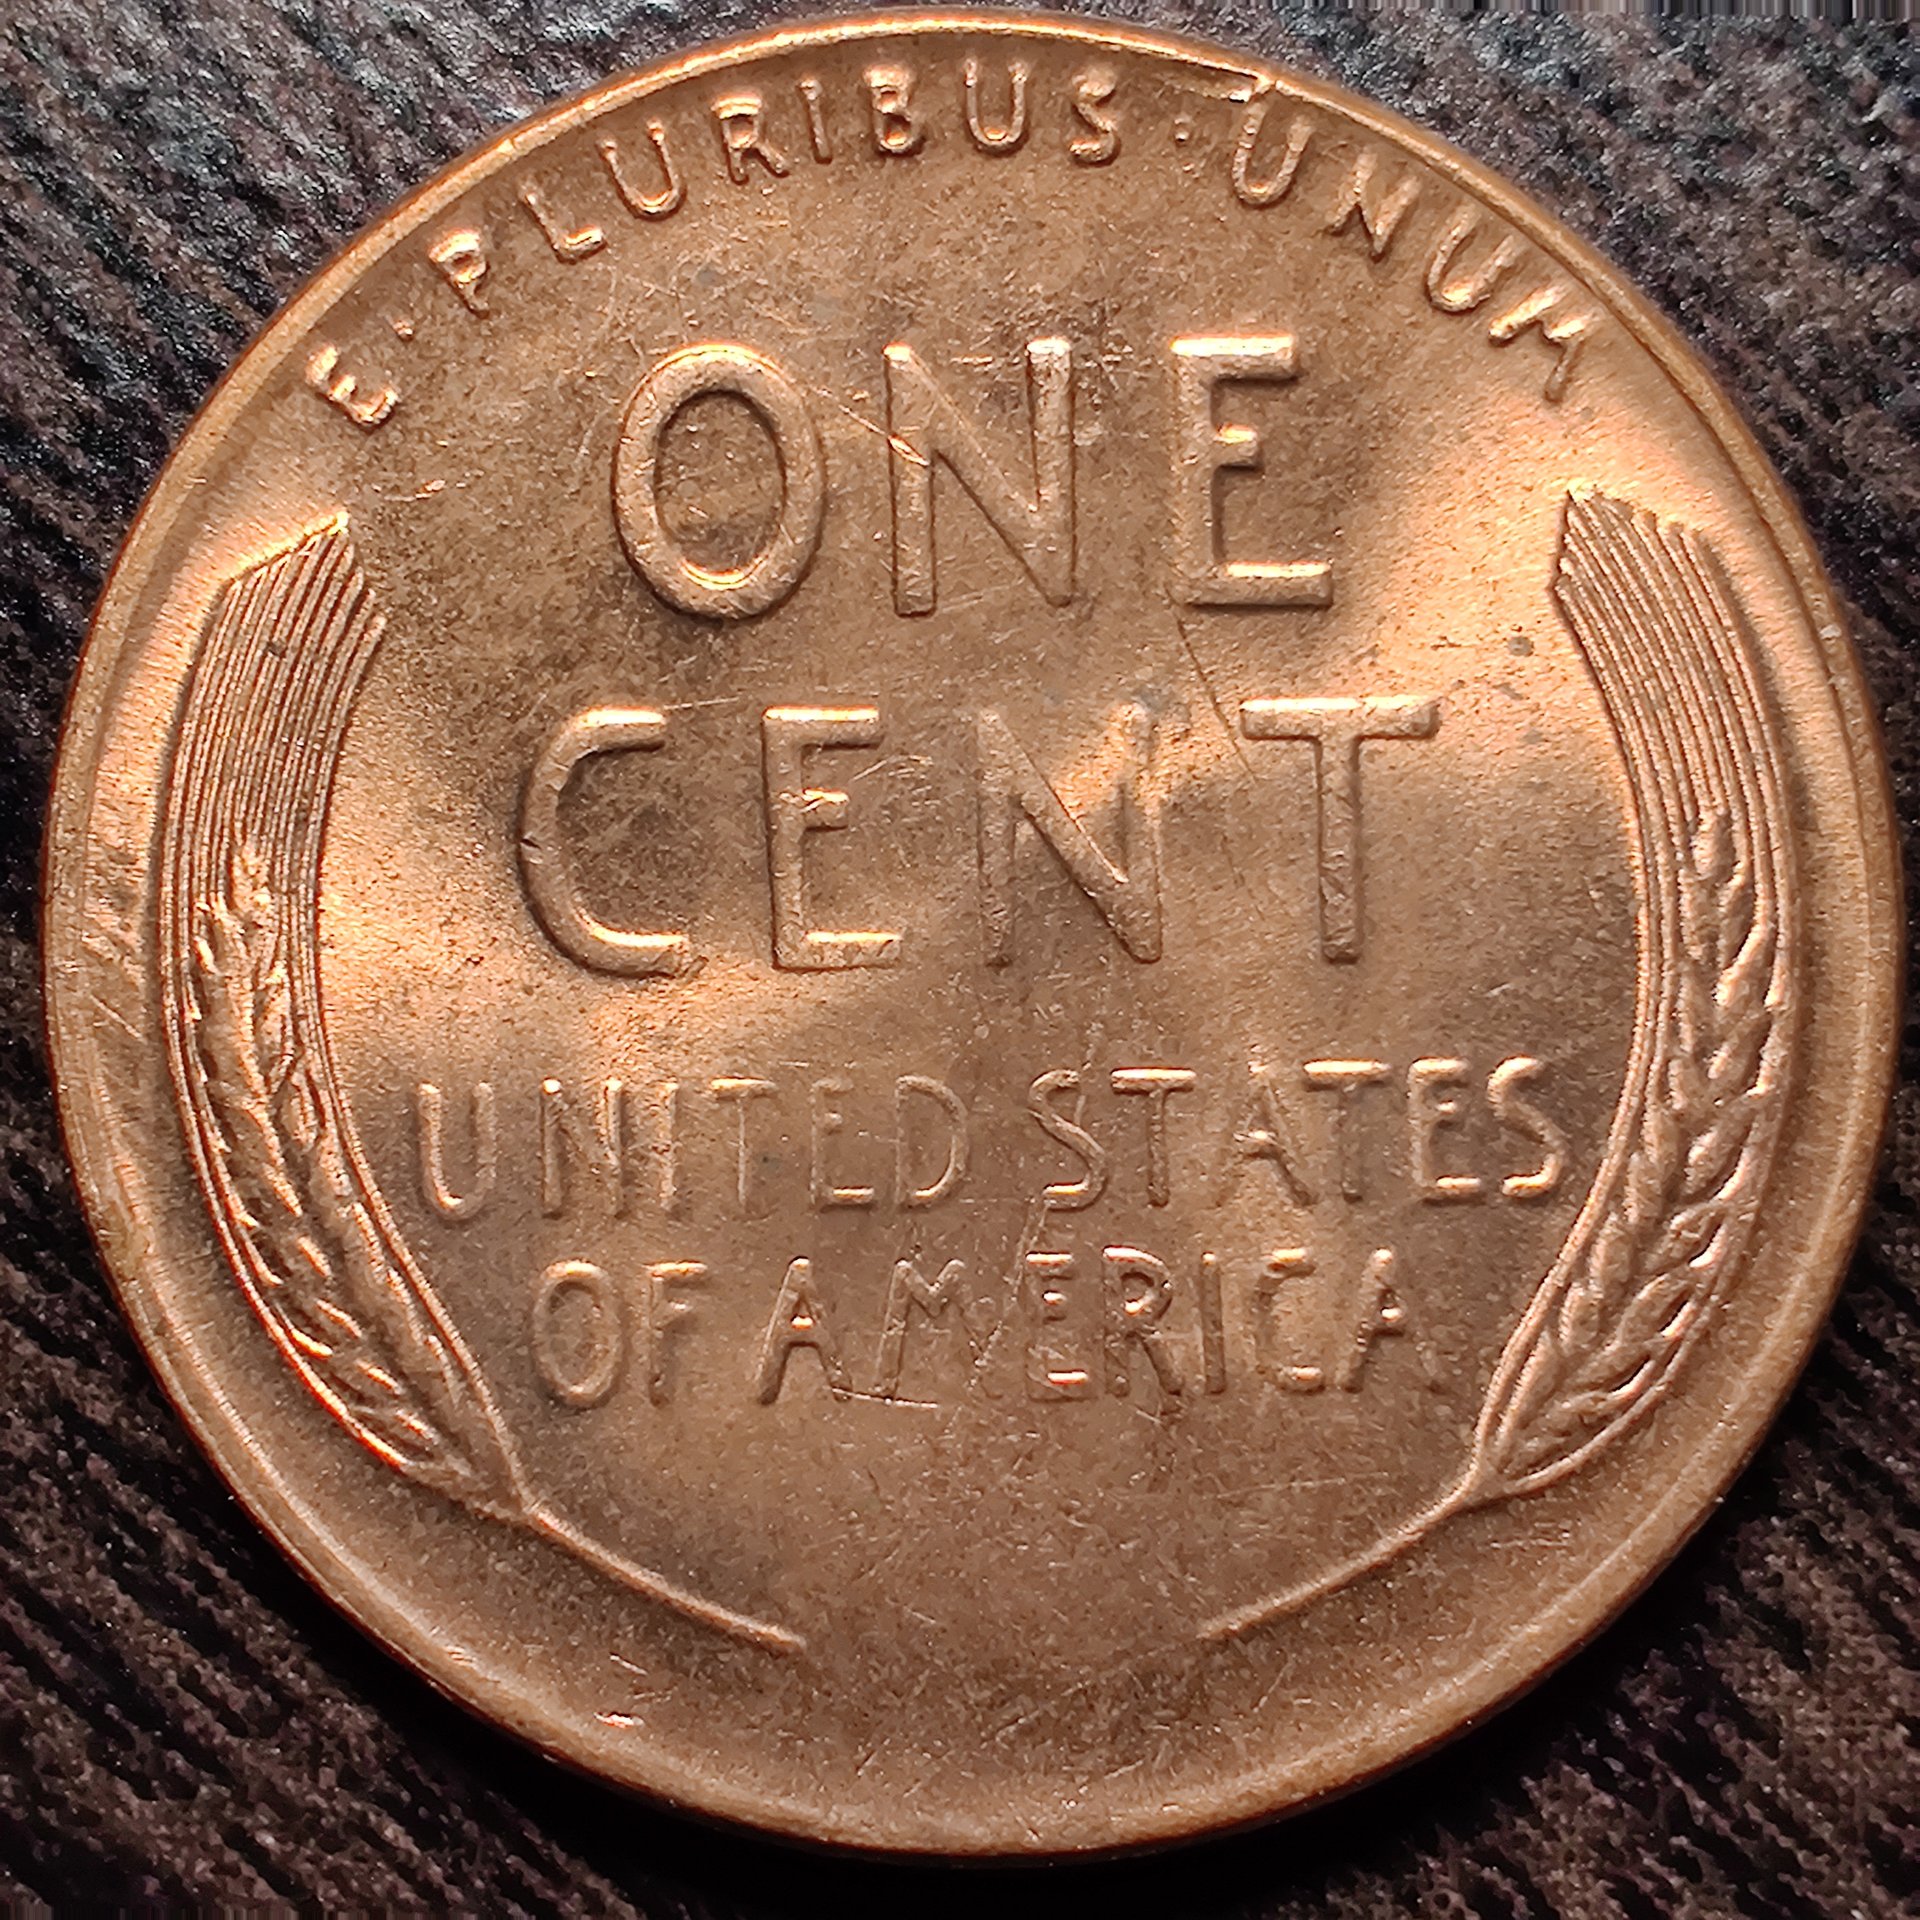 E·PLURIBUS·UNUM
ONE
CENT
UNITED STATES
OF AMERICA